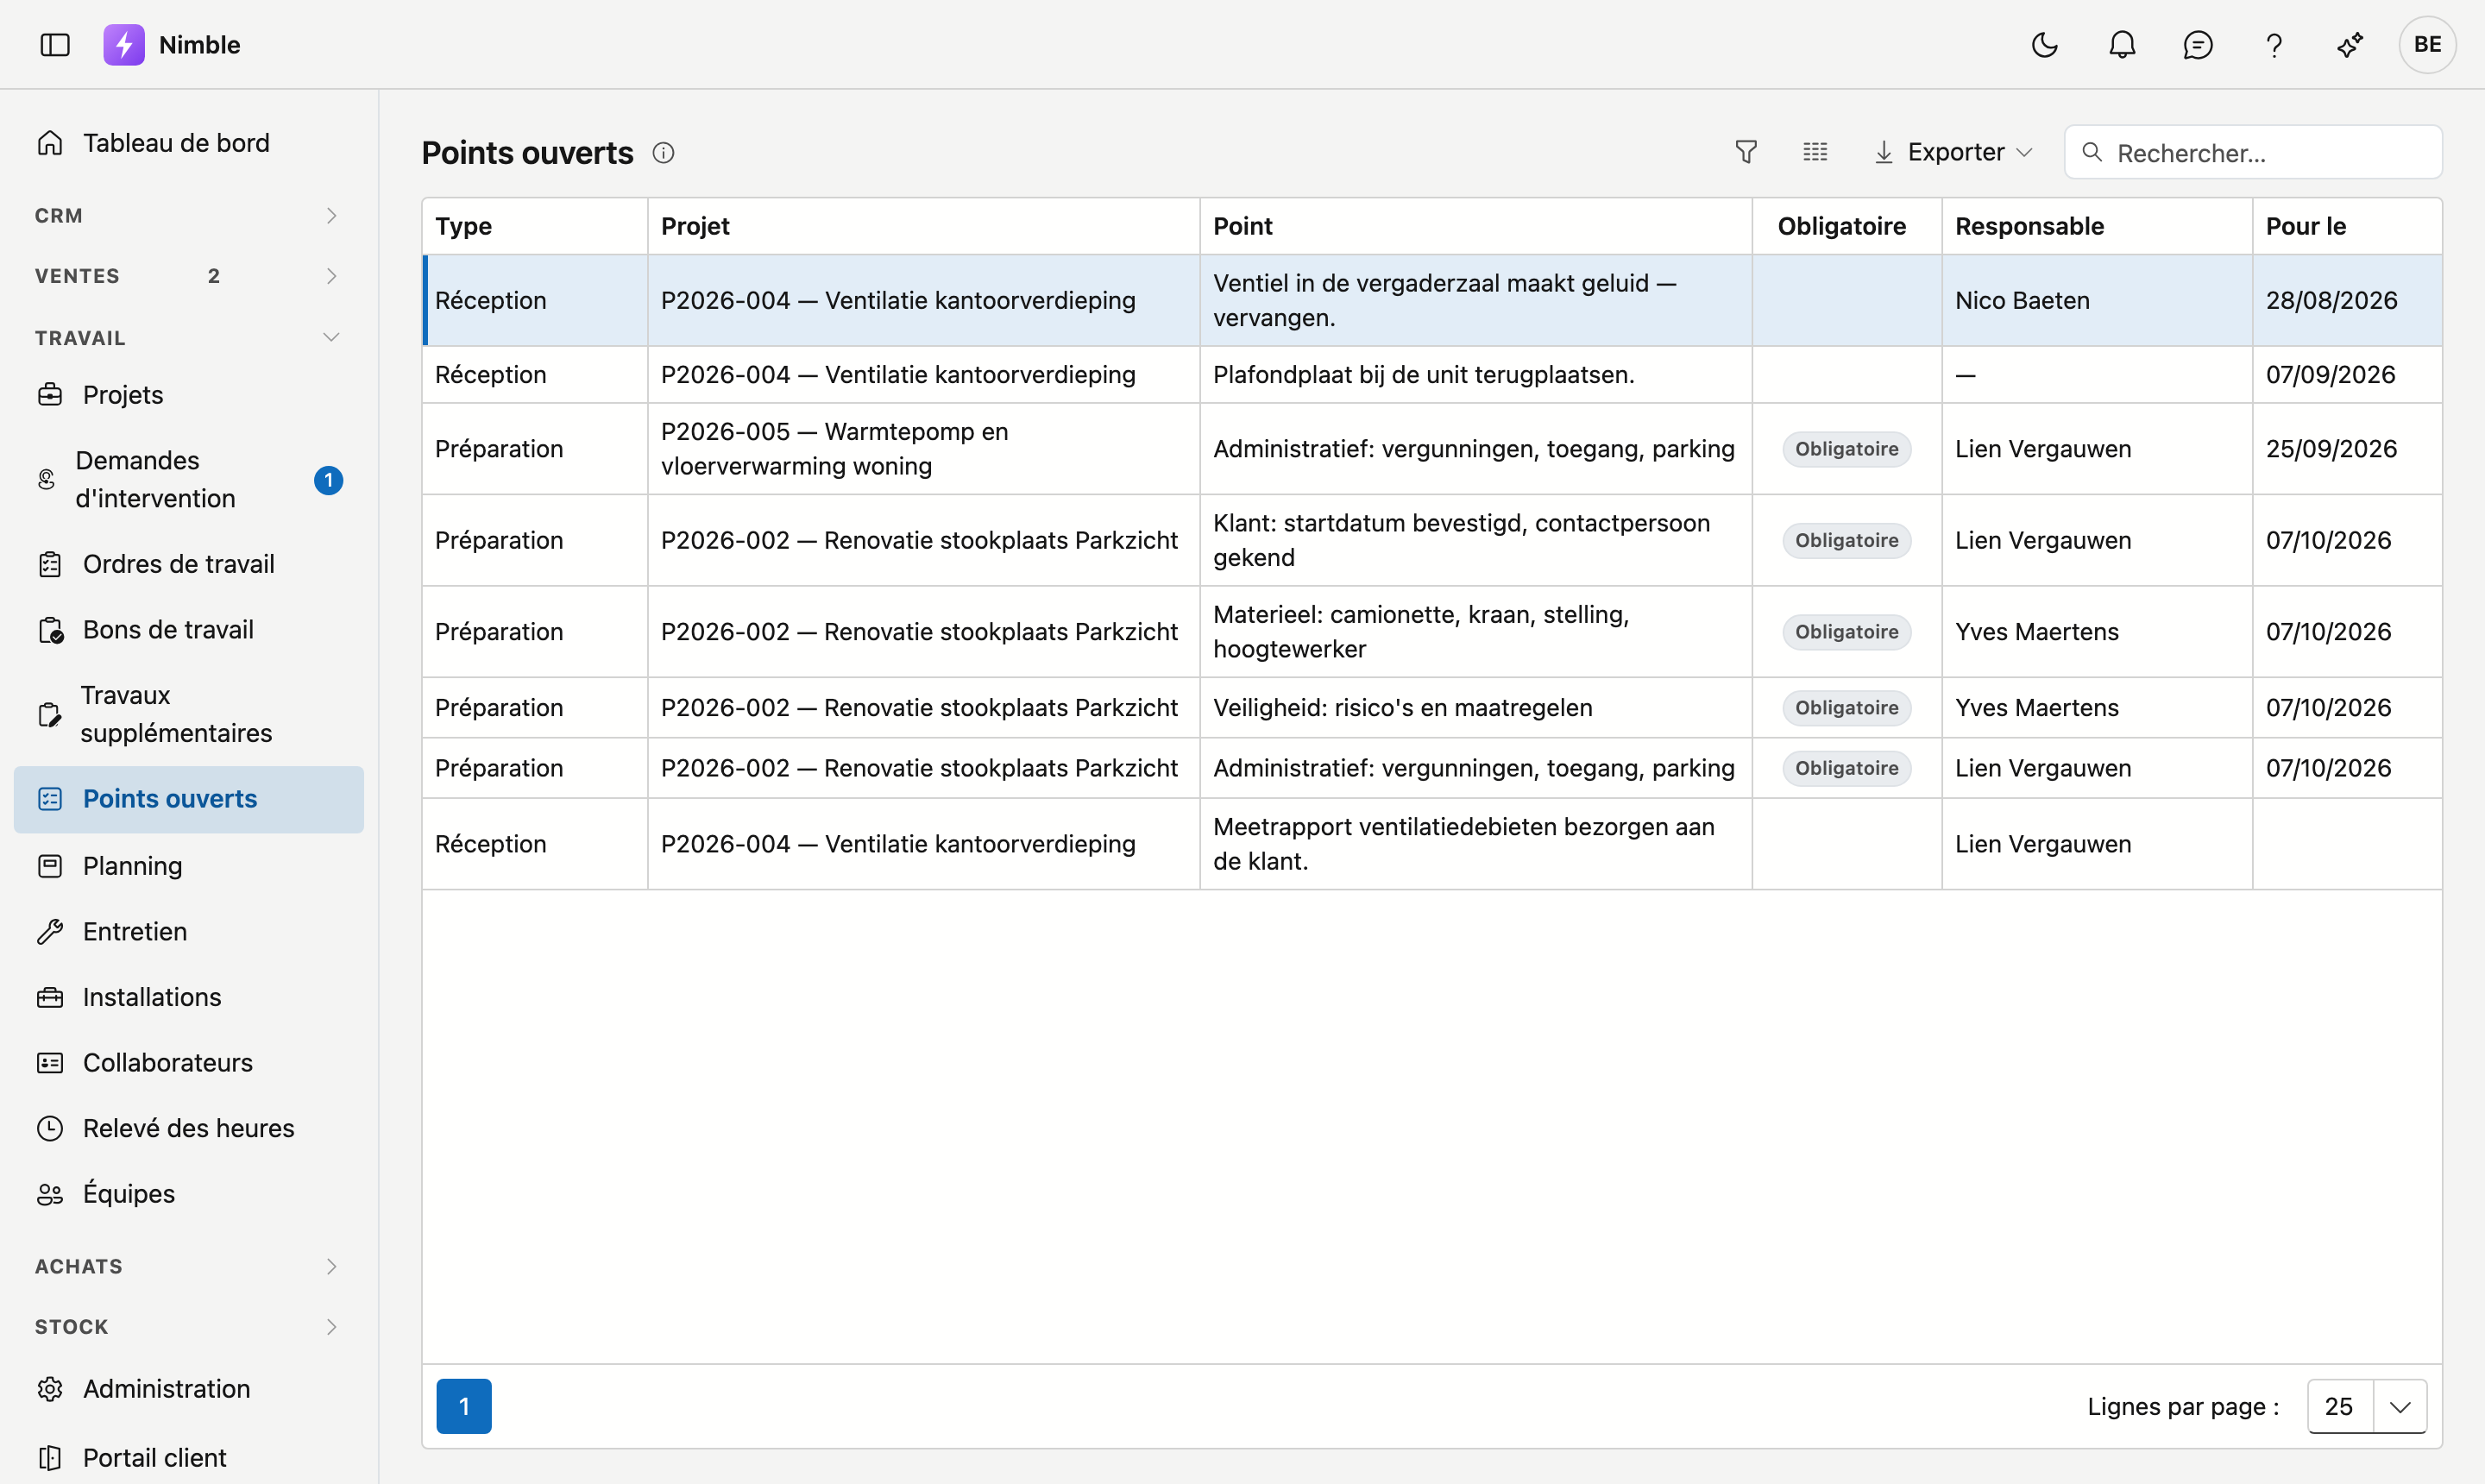 Nimble
BE
Tableau de bord
CRM
VENTES 2
TRAVAIL
Projets
Demandes
d'intervention
1
Ordres de travail
Bons de travail
Travaux
supplémentaires
Points ouverts
Planning
Entretien
Installations
Collaborateurs
Relevé des heures
Équipes
ACHATS
STOCK
Administration
Portail client
Points ouverts
Exporter
Rechercher...
Type Projet Point Obligatoire Responsable Pour le
Réception P2026-004 — Ventilatie kantoorverdieping Ventiel in de vergaderzaal maakt geluid —
vervangen. Nico Baeten 28/08/2026
Réception P2026-004 — Ventilatie kantoorverdieping Plafondplaat bij de unit terugplaatsen. — 07/09/2026
Préparation P2026-005 — Warmtepomp en
vloerverwarming woning Administratief: vergunningen, toegang, parking Obligatoire Lien Vergauwen 25/09/2026
Préparation P2026-002 — Renovatie stookplaats Parkzicht Klant: startdatum bevestigd, contactpersoon
gekend Obligatoire Lien Vergauwen 07/10/2026
Préparation P2026-002 — Renovatie stookplaats Parkzicht Materieel: camionette, kraan, stelling,
hoogtewerker Obligatoire Yves Maertens 07/10/2026
Préparation P2026-002 — Renovatie stookplaats Parkzicht Veiligheid: risico's en maatregelen Obligatoire Yves Maertens 07/10/2026
Préparation P2026-002 — Renovatie stookplaats Parkzicht Administratief: vergunningen, toegang, parking Obligatoire Lien Vergauwen 07/10/2026
Réception P2026-004 — Ventilatie kantoorverdieping Meetrapport ventilatiedebieten bezorgen aan
de klant. Lien Vergauwen
1
Lignes par page : 25